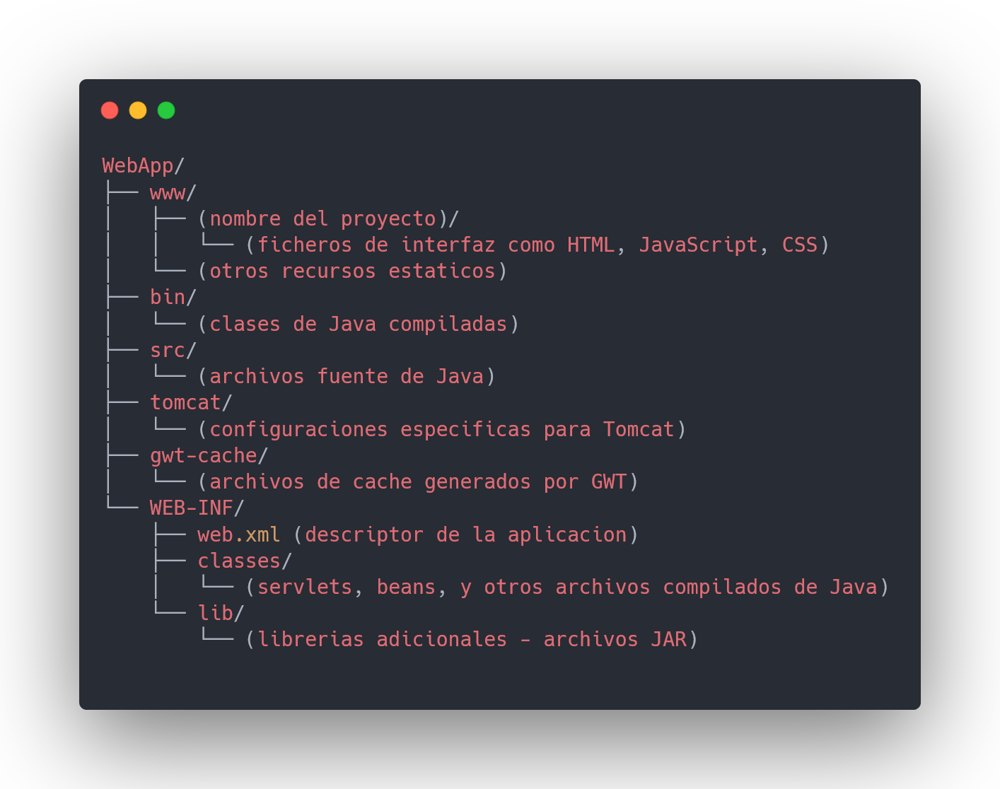 WebApp/
├── www/
│   ├── (nombre del proyecto)/
│   │   └── (ficheros de interfaz como HTML, JavaScript, CSS)
│   └── (otros recursos estaticos)
├── bin/
│   └── (clases de Java compiladas)
├── src/
│   └── (archivos fuente de Java)
├── tomcat/
│   └── (configuraciones especificas para Tomcat)
├── gwt-cache/
│   └── (archivos de cache generados por GWT)
└── WEB-INF/
    ├── web.xml (descriptor de la aplicacion)
    ├── classes/
    │   └── (servlets, beans, y otros archivos compilados de Java)
    └── lib/
        └── (librerias adicionales - archivos JAR)